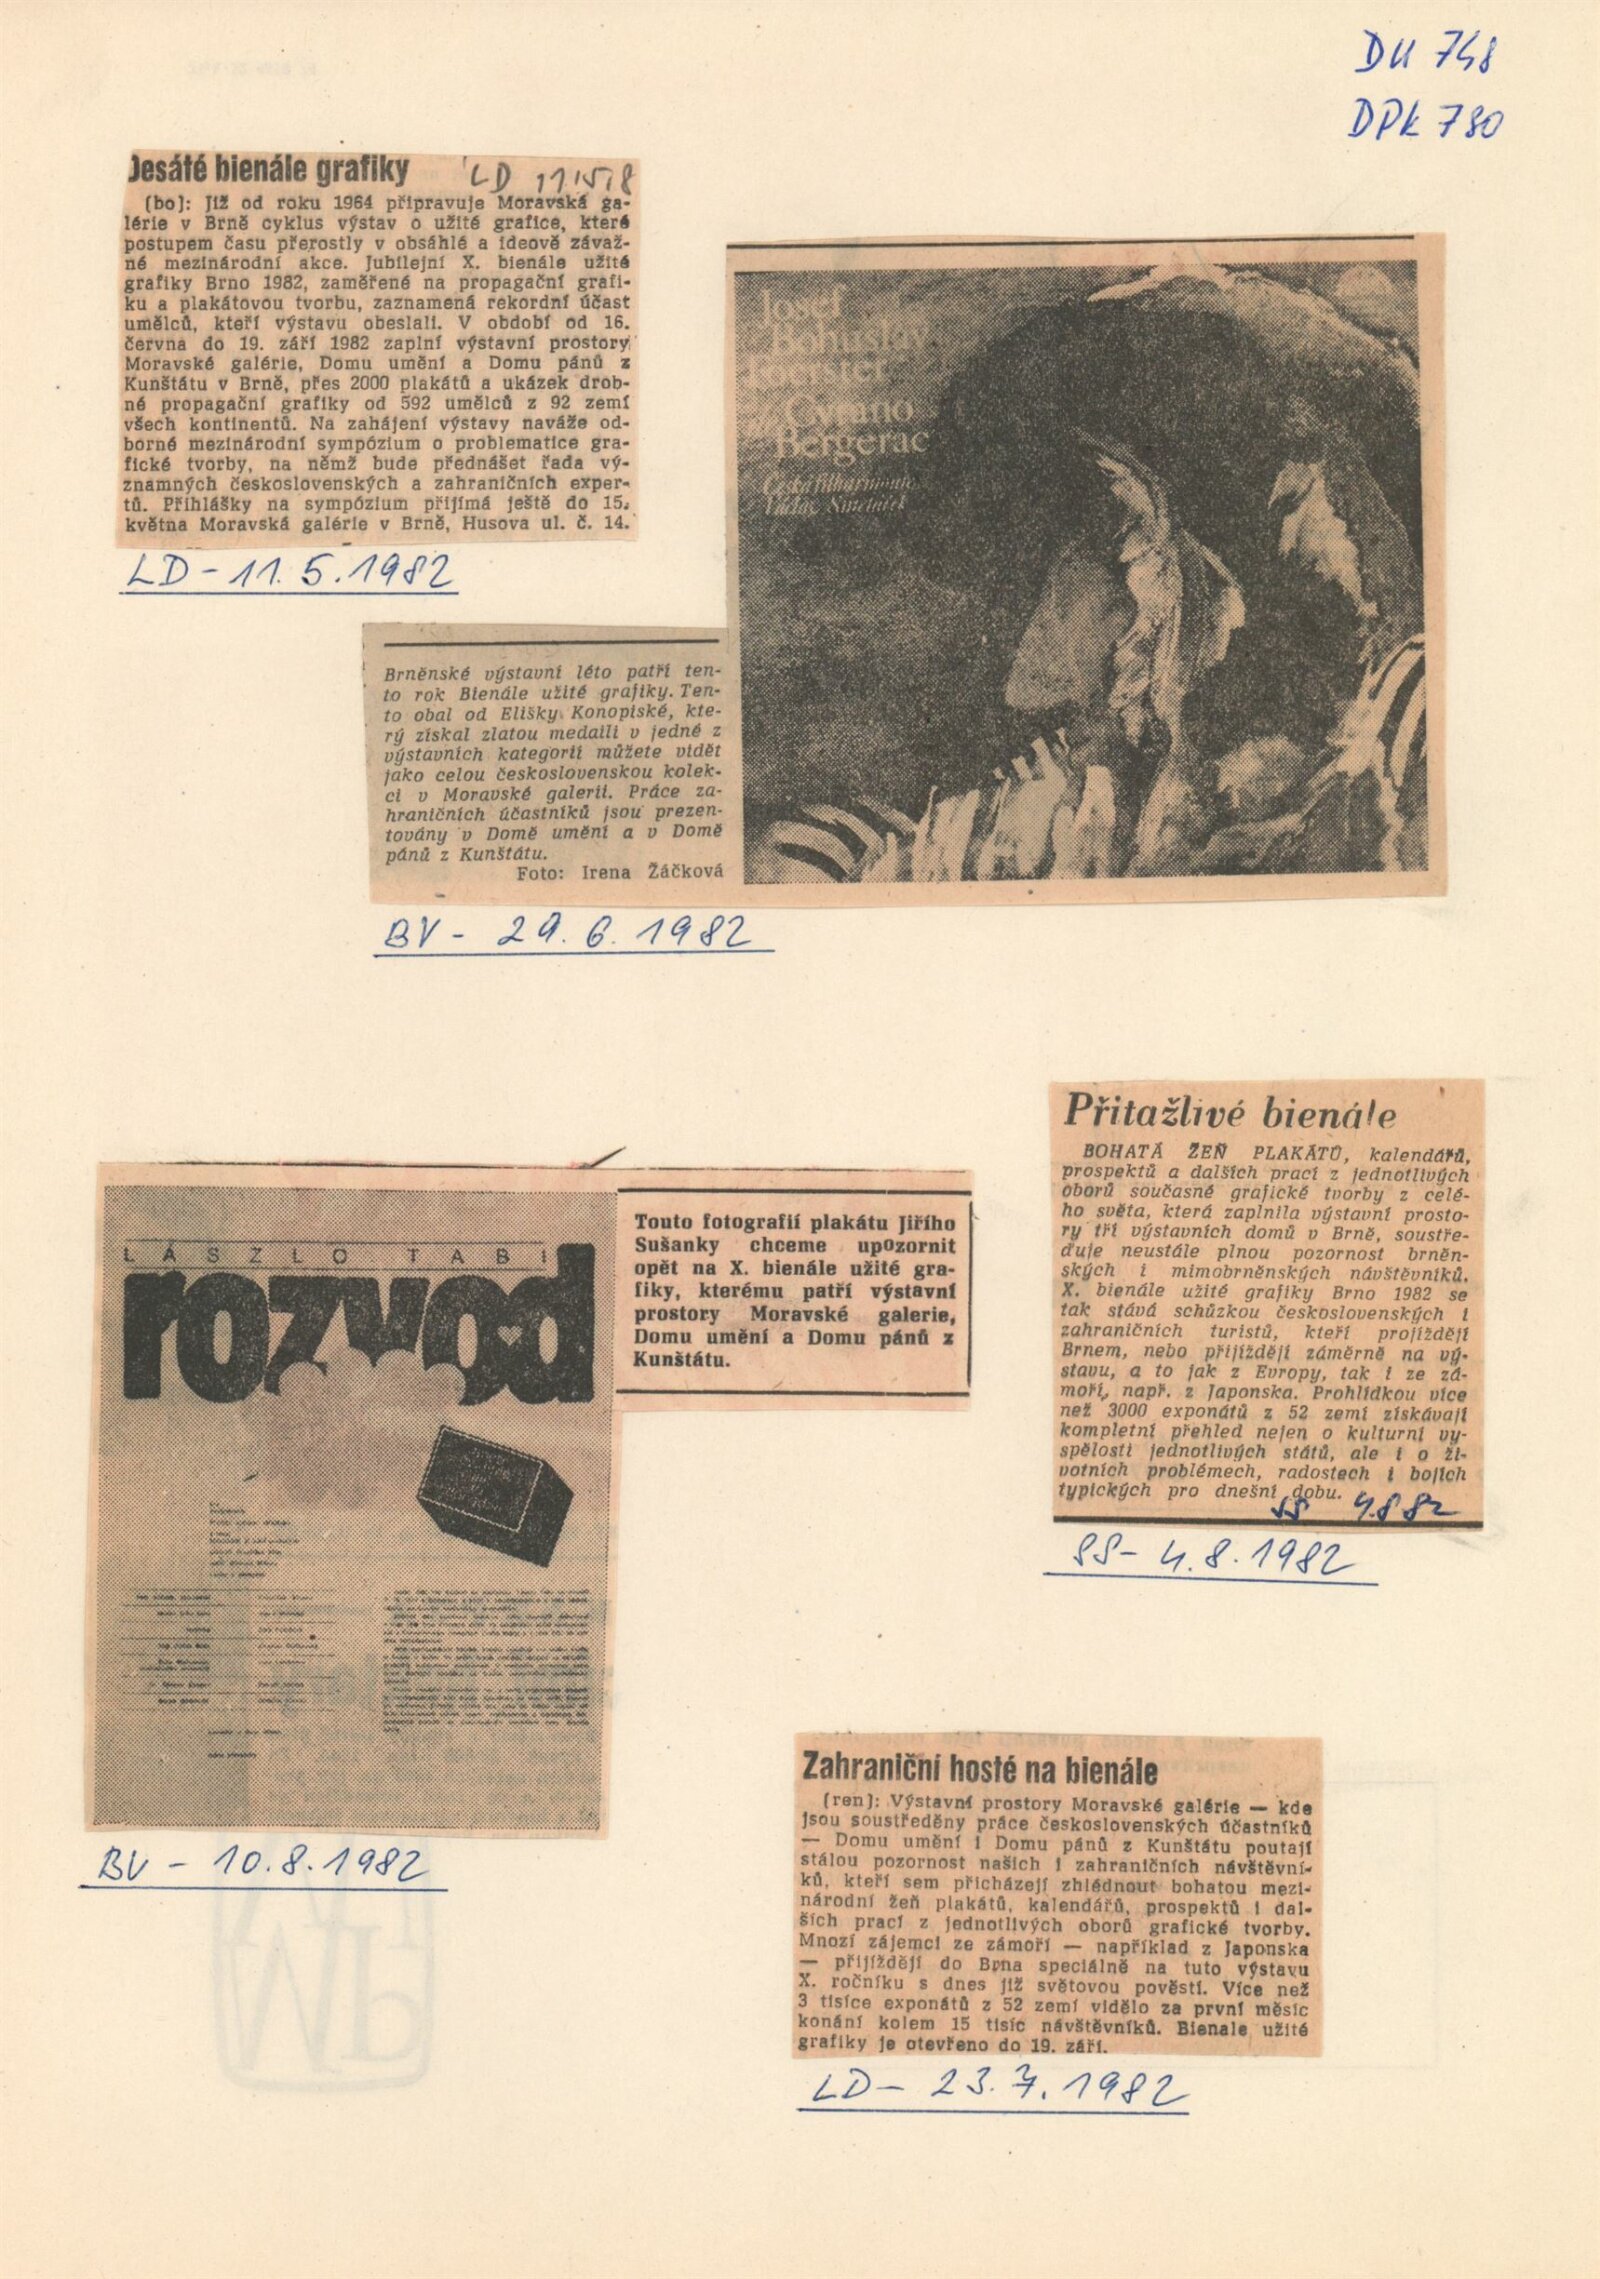 DU 748
DPK 780
Desáté bienále grafiky
LD 11/5/8
(bo): Již od roku 1964 připravuje Moravská ga-
lérie v Brně cyklus výstav o užité grafice, které
postupem času přerostly v obsáhlé a ideově závaž-
né mezinárodní akce. Jubilejní X. bienále užité
grafiky Brno 1982, zaměřené na propagační grafi-
ku a plakátovou tvorbu, zaznamená rekordní účast
umělců, kteří výstavu obeslali. V období od 16.
června do 19. září 1982 zaplní výstavní prostory
Moravské galérie, Domu umění a Domu pánů z
Kunštátu v Brně, přes 2000 plakátů a ukázek drob-
né propagační grafiky od 592 umělců z 92 zemí
všech kontinentů. Na zahájení výstavy naváže od-
borné mezinárodní sympózium o problematice gra-
fické tvorby, na němž bude přednášet řada vý-
znamných československých a zahraničních exper-
tů. Přihlášky na sympózium přijímá ještě do 15.
května Moravská galérie v Brně, Husova ul. č. 14.
LD - 11. 5. 1982
Josef
Bohuslav
Foerster
Cyrano
Bergerac
Česká filharmonie
Václav Smetáček
Brněnské výstavní léto patří ten-
to rok Bienále užité grafiky. Ten-
to obal od Elišky Konopiské, kte-
rý získal zlatou medaili v jedné z
výstavních kategorií můžete vidět
jako celou československou kolek-
ci v Moravské galerii. Práce za-
hraničních účastníků jsou prezen-
továny v Domě umění a v Domě
pánů z Kunštátu.
Foto: Irena Žáčková
BV - 29. 6. 1982
Přitažlivé bienále
BOHATÁ ŽEŇ PLAKÁTŮ, kalendářů,
prospektů a dalších prací z jednotlivých
oborů současné grafické tvorby z celé-
ho světa, která zaplnila výstavní prosto-
ry tří výstavních domů v Brně, soustře-
ďuje neustále plnou pozornost brněn-
ských i mimobrněnských návštěvníků.
X. bienále užité grafiky Brno 1982 se
tak stává schůzkou československých i
zahraničních turistů, kteří projíždějí
Brnem, nebo přijíždějí záměrně na vý-
stavu, a to jak z Evropy, tak i ze zá-
moří, např. z Japonska. Prohlídkou více
než 3000 exponátů z 52 zemí získávají
kompletní přehled nejen o kulturní vy-
spělosti jednotlivých států, ale i o ži-
votních problémech, radostech i bojích
typických pro dnešní dobu.
SS 4.8 82
SS - 4. 8. 1982
LÁSZLÓ TABI
rozvod
Touto fotografií plakátu Jiřího
Sušanky chceme upozornit
opět na X. bienále užité gra-
fiky, kterému patří výstavní
prostory Moravské galerie,
Domu umění a Domu pánů z
Kunštátu.
BV - 10. 8. 1982
Zahraniční hosté na bienále
(ren): Výstavní prostory Moravské galérie — kde
jsou soustředěny práce československých účastníků
— Domu umění i Domu pánů z Kunštátu poutají
stálou pozornost našich i zahraničních návštěvní-
ků, kteří sem přicházejí zhlédnout bohatou mezi-
národní žeň plakátů, kalendářů, prospektů i dal-
ších prací z jednotlivých oborů grafické tvorby.
Mnozí zájemci ze zámoří — například z Japonska
— přijíždějí do Brna speciálně na tuto výstavu
X. ročníku s dnes již světovou pověstí. Více než
3 tisíce exponátů z 52 zemí vidělo za první měsíc
konání kolem 15 tisíc návštěvníků. Bienale užité
grafiky je otevřeno do 19. září.
LD - 23. 7. 1982